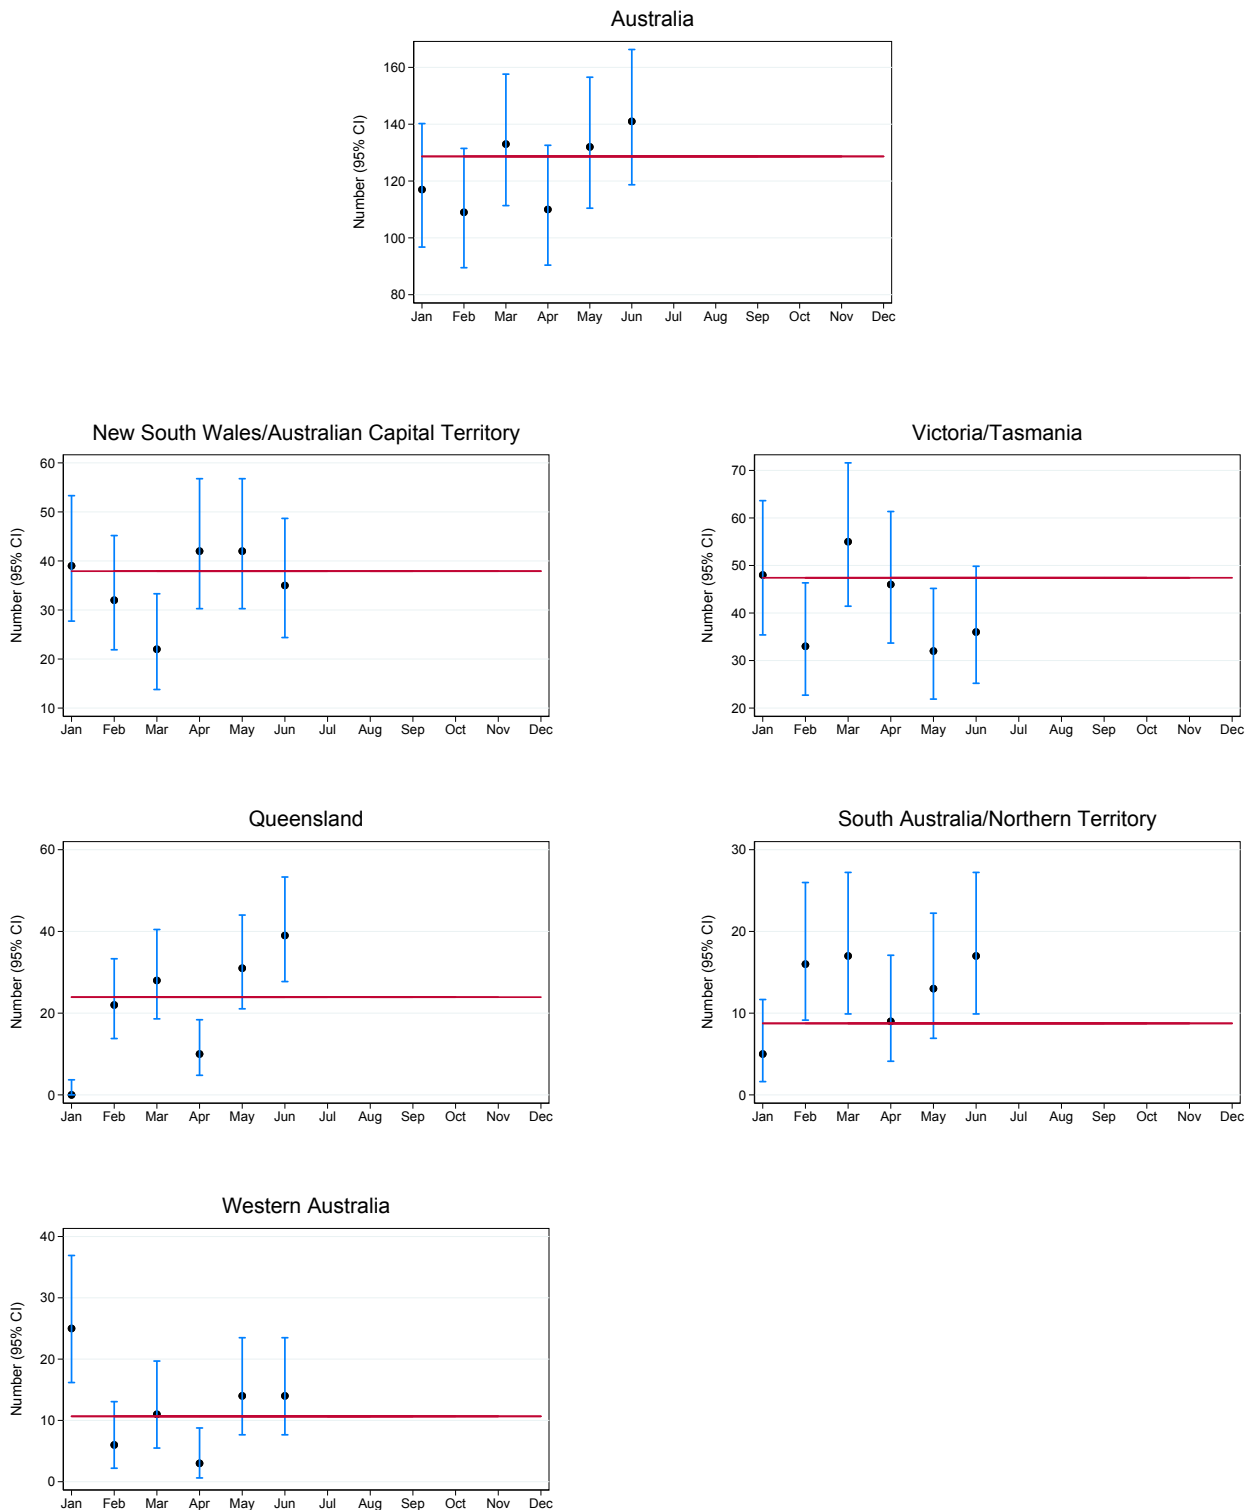 Australia
Number (95% CI)
160
140
120
100
80
Jan Feb Mar Apr May Jun Jul Aug Sep Oct Nov Dec
New South Wales/Australian Capital Territory
Number (95% CI)
60
50
40
30
20
10
Jan Feb Mar Apr May Jun Jul Aug Sep Oct Nov Dec
Victoria/Tasmania
Number (95% CI)
70
60
50
40
30
20
Jan Feb Mar Apr May Jun Jul Aug Sep Oct Nov Dec
Queensland
Number (95% CI)
60
40
20
0
Jan Feb Mar Apr May Jun Jul Aug Sep Oct Nov Dec
South Australia/Northern Territory
Number (95% CI)
30
20
10
0
Jan Feb Mar Apr May Jun Jul Aug Sep Oct Nov Dec
Western Australia
Number (95% CI)
40
30
20
10
0
Jan Feb Mar Apr May Jun Jul Aug Sep Oct Nov Dec